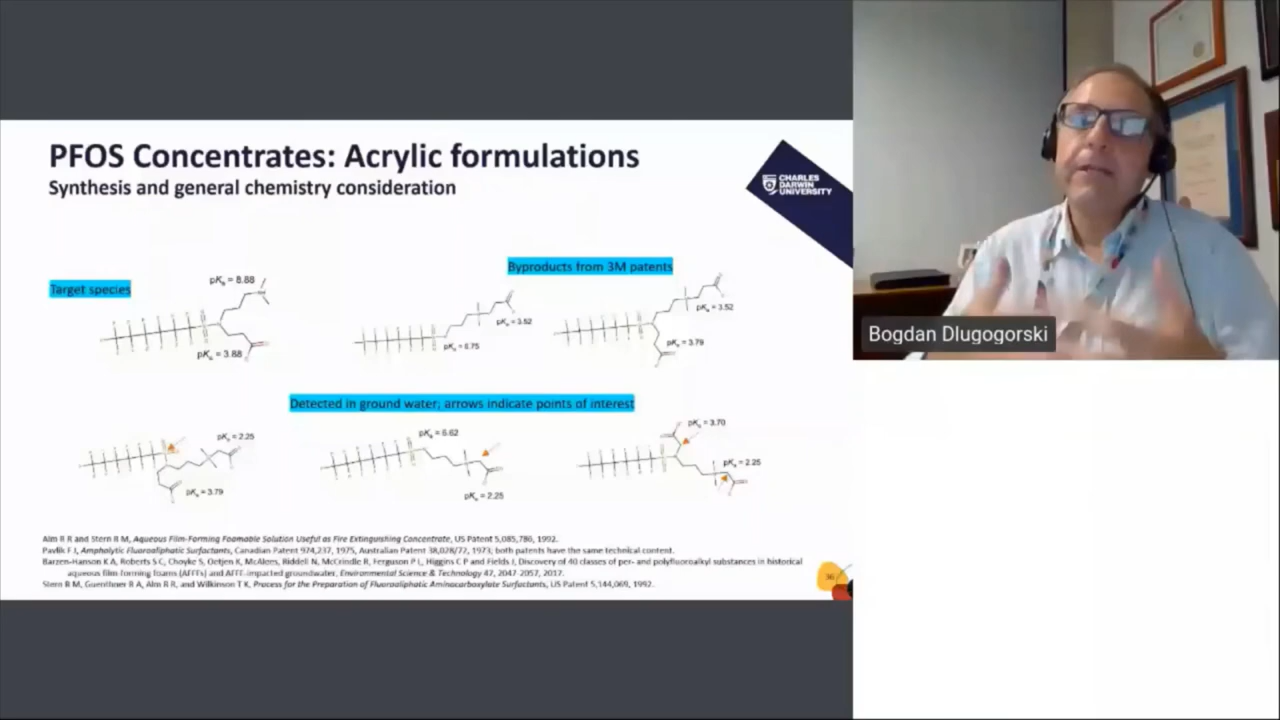 PFOS Concentrates: Acrylic formulations
Synthesis and general chemistry consideration
CHARLES
DARWIN
UNIVERSITY
Bogdan Dlugogorski
Byproducts from 3M patents
Target species
pKa = 8.88
pKa = 3.88
pKa = 3.52
pKa = 6.75
pKa = 3.52
pKa = 3.79
Detected in ground water; arrows indicate points of interest
pKa = 2.25
pKa = 3.79
pKa = 6.62
pKa = 2.25
pKa = 3.70
pKa = 2.25
Alm R R and Stern R M, Aqueous Film-Forming Foamable Solution Useful as Fire Extinguishing Concentrate, US Patent 5,085,786, 1992.
Pavlik F J, Ampholytic Fluoroaliphatic Surfactants, Canadian Patent 974,237, 1975, Australian Patent 38,028/72, 1973; both patents have the same technical content.
Barzen-Hanson K A, Roberts S C, Choyke S, Oetjen K, McAlees, Riddell N, McCrindle R, Ferguson P L, Higgins C P and Fields J, Discovery of 40 classes of per- and polyfluoroalkyl substances in historical
aqueous film-forming foams (AFFFs) and AFFF-impacted groundwater, Environmental Science & Technology 47, 2047-2057, 2017.
Stern R M, Guerttner R A, Alm R R, and Wilkinson T K, Process for the Preparation of Fluoroaliphatic Aminocarboxylate Surfactants, US Patent 5,144,069, 1992.
36